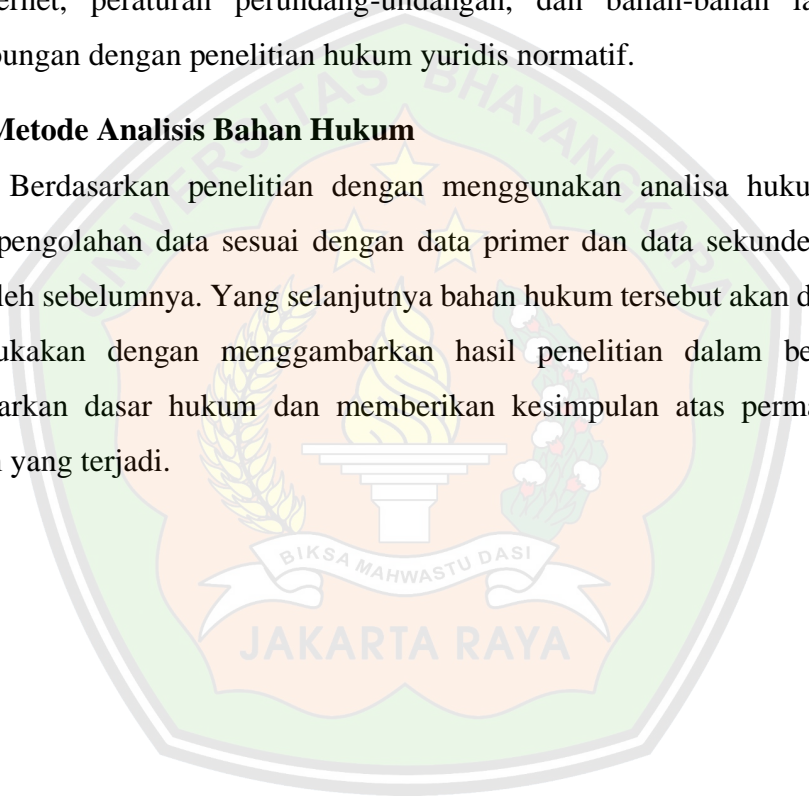 ernet, peraturan perundang-undangan, dan bahan-bahan la
ungan dengan penelitian hukum yuridis normatif.
Metode Analisis Bahan Hukum
Berdasarkan penelitian dengan menggunakan analisa huku
pengolahan data sesuai dengan data primer dan data sekunde
leh sebelumnya. Yang selanjutnya bahan hukum tersebut akan d
ukakan dengan menggambarkan hasil penelitian dalam be
arkan dasar hukum dan memberikan kesimpulan atas perma
yang terjadi.
UNIVERSITAS BHAYANGKARA
BIKSA MAHWASTU DASI
JAKARTA RAYA